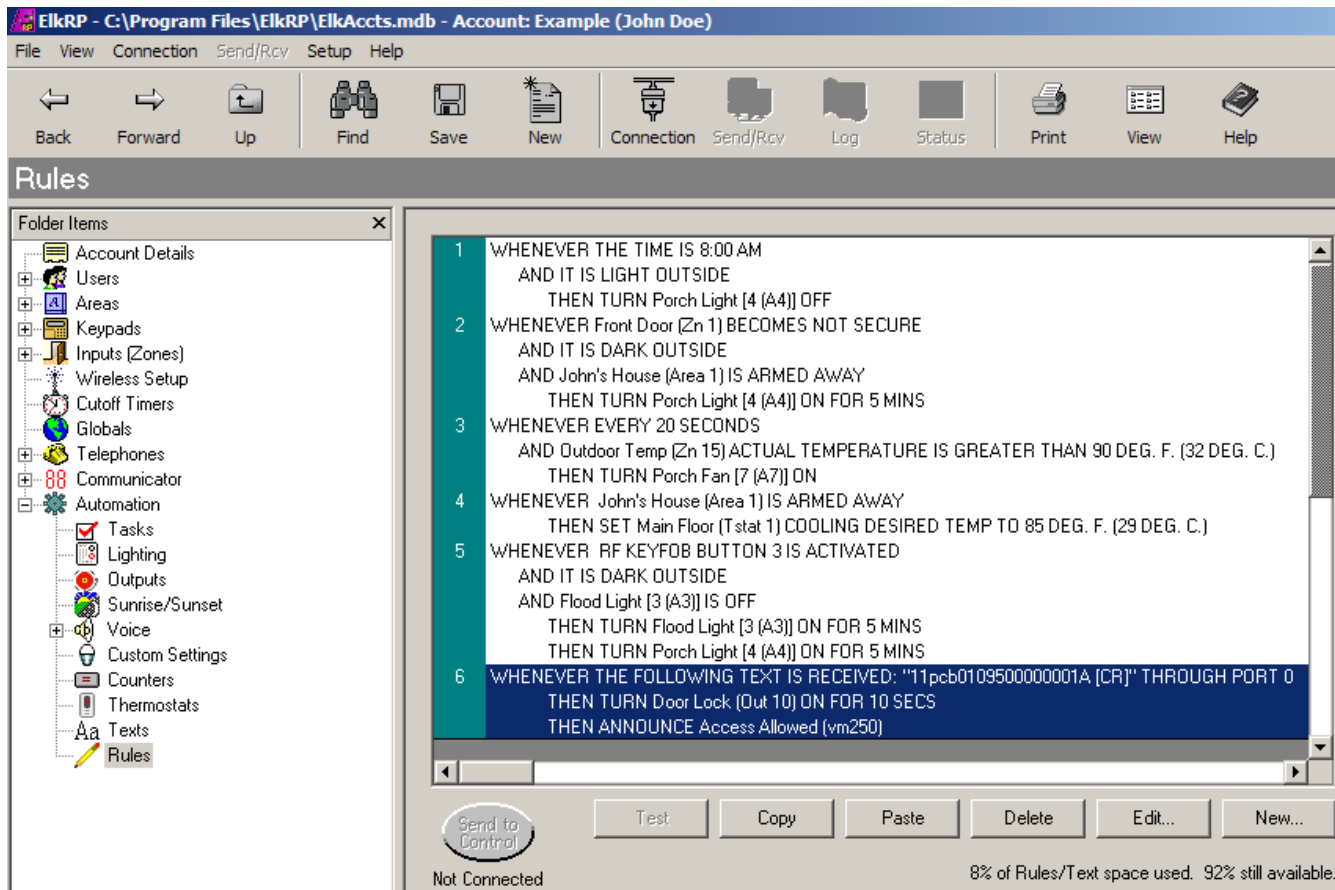 ElkRP - C:\Program Files\ElkRP\ElkAccts.mdb - Account: Example (John Doe)
File View Connection Send/Rcv Setup Help
Back Forward Up Find Save New Connection Send/Rcv Log Status Print View Help
Rules
Folder Items
Account Details
Users
Areas
Keypads
Inputs (Zones)
Wireless Setup
Cutoff Timers
Globals
Telephones
88 Communicator
Automation
Tasks
Lighting
Outputs
Sunrise/Sunset
Voice
Custom Settings
Counters
Thermostats
Aa Texts
Rules
1 WHENEVER THE TIME IS 8:00 AM
AND IT IS LIGHT OUTSIDE
THEN TURN Porch Light [4 (A4)] OFF
2 WHENEVER Front Door (Zn 1) BECOMES NOT SECURE
AND IT IS DARK OUTSIDE
AND John's House (Area 1) IS ARMED AWAY
THEN TURN Porch Light [4 (A4)] ON FOR 5 MINS
3 WHENEVER EVERY 20 SECONDS
AND Outdoor Temp (Zn 15) ACTUAL TEMPERATURE IS GREATER THAN 90 DEG. F. (32 DEG. C.)
THEN TURN Porch Fan [7 (A7)] ON
4 WHENEVER John's House (Area 1) IS ARMED AWAY
THEN SET Main Floor (Tstat 1) COOLING DESIRED TEMP TO 85 DEG. F. (29 DEG. C.)
5 WHENEVER RF KEYFOB BUTTON 3 IS ACTIVATED
AND IT IS DARK OUTSIDE
AND Flood Light [3 (A3)] IS OFF
THEN TURN Flood Light [3 (A3)] ON FOR 5 MINS
THEN TURN Porch Light [4 (A4)] ON FOR 5 MINS
6 WHENEVER THE FOLLOWING TEXT IS RECEIVED: "11pcb0109500000001A [CR]" THROUGH PORT 0
THEN TURN Door Lock (Out 10) ON FOR 10 SECS
THEN ANNOUNCE Access Allowed (vm250)
Send to Control
Test Copy Paste Delete Edit... New...
Not Connected
8% of Rules/Text space used. 92% still available.